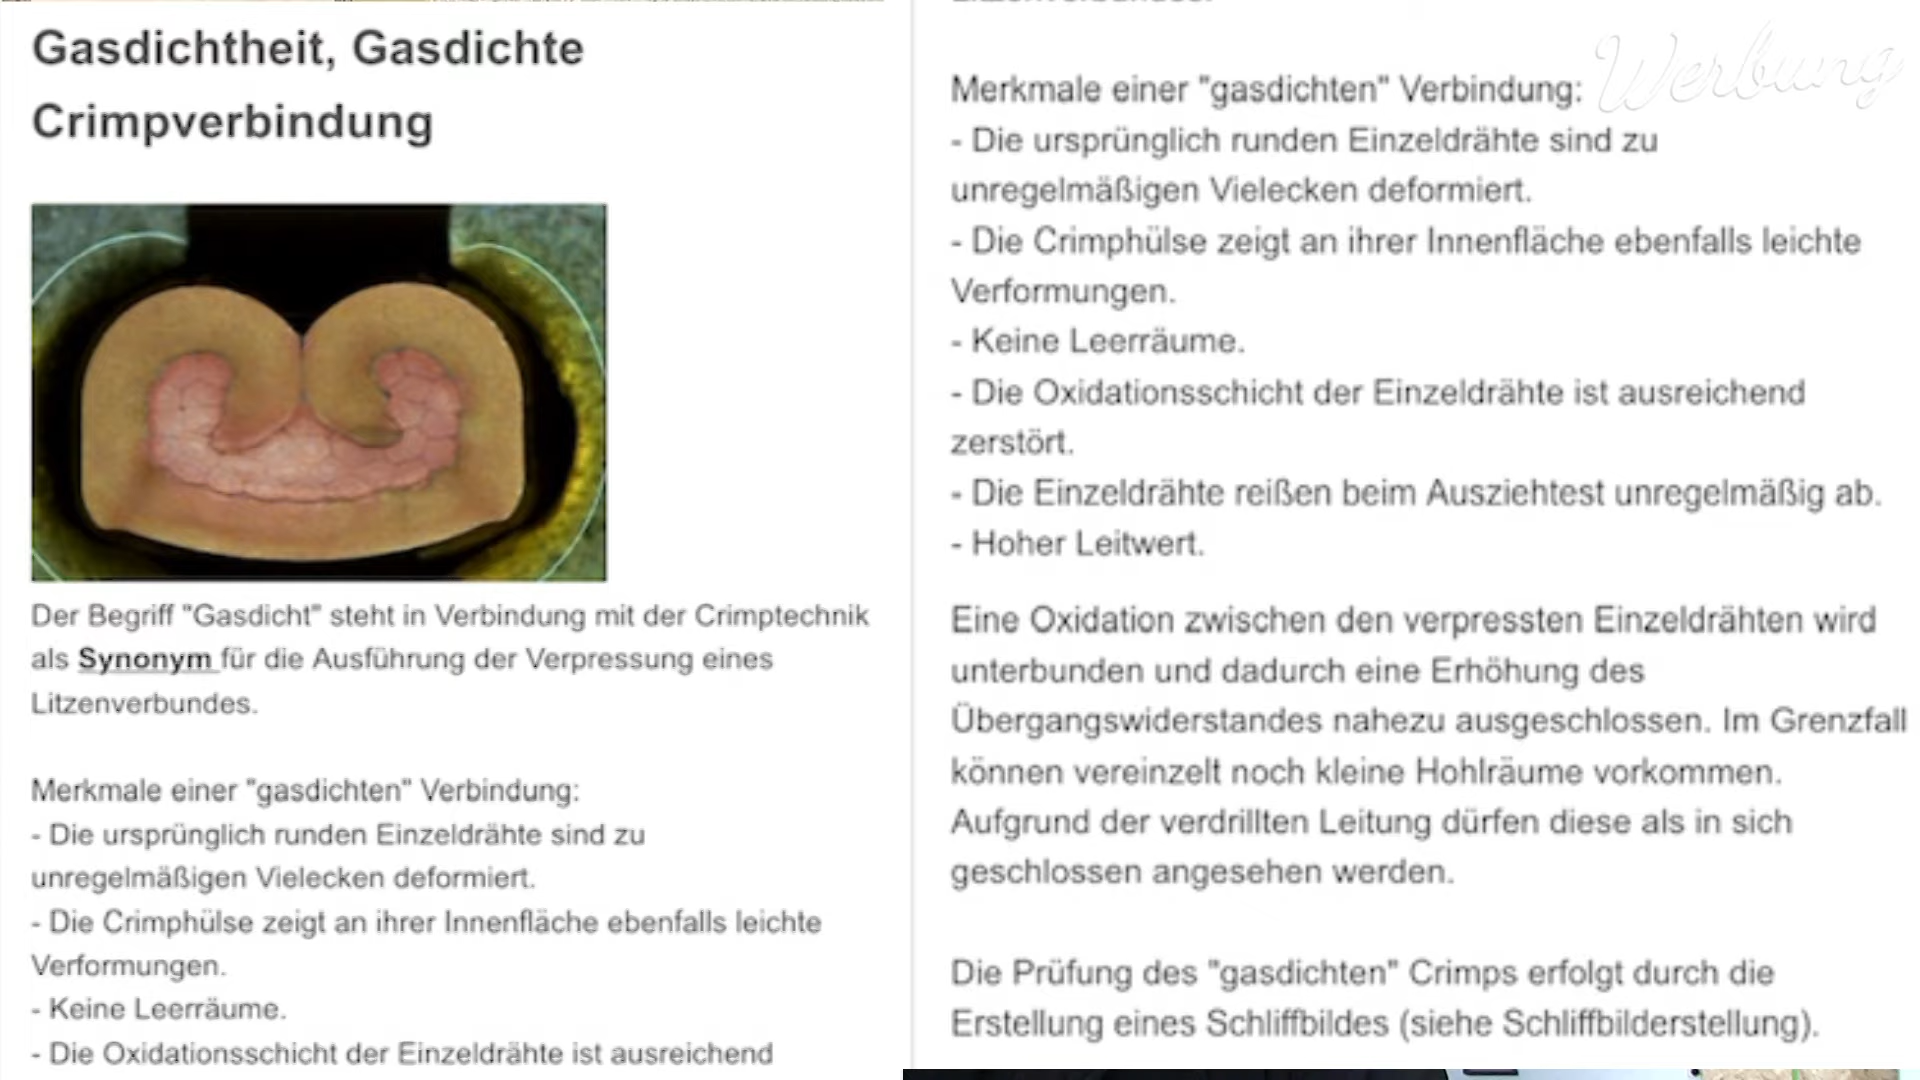 Gasdichtheit, Gasdichte
Crimpverbindung
Der Begriff "Gasdicht" steht in Verbindung mit der Crimptechnik
als Synonym für die Ausführung der Verpressung eines
Litzenverbundes.
Merkmale einer "gasdichten" Verbindung:
- Die ursprünglich runden Einzeldrähte sind zu
unregelmäßigen Vielecken deformiert.
- Die Crimphülse zeigt an ihrer Innenfläche ebenfalls leichte
Verformungen.
- Keine Leerräume.
- Die Oxidationsschicht der Einzeldrähte ist ausreichend
Werbung
Merkmale einer "gasdichten" Verbindung:
- Die ursprünglich runden Einzeldrähte sind zu
unregelmäßigen Vielecken deformiert.
- Die Crimphülse zeigt an ihrer Innenfläche ebenfalls leichte
Verformungen.
- Keine Leerräume.
- Die Oxidationsschicht der Einzeldrähte ist ausreichend
zerstört.
- Die Einzeldrähte reißen beim Ausziehtest unregelmäßig ab.
- Hoher Leitwert.
Eine Oxidation zwischen den verpressten Einzeldrähten wird
unterbunden und dadurch eine Erhöhung des
Übergangswiderstandes nahezu ausgeschlossen. Im Grenzfall
können vereinzelt noch kleine Hohlräume vorkommen.
Aufgrund der verdrillten Leitung dürfen diese als in sich
geschlossen angesehen werden.
Die Prüfung des "gasdichten" Crimps erfolgt durch die
Erstellung eines Schliffbildes (siehe Schliffbilderstellung).